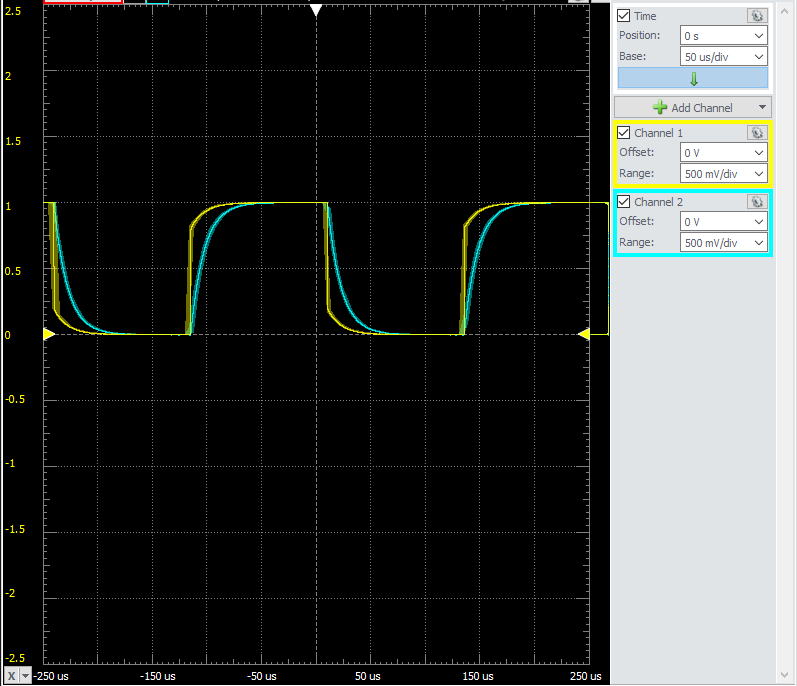 2.5
2
1.5
1
0.5
0
-0.5
-1
-1.5
-2
-2.5
X
-250 us
-150 us
-50 us
50 us
150 us
250 us
Time
Position:
0 s
Base:
50 us/div
Add Channel
Channel 1
Offset:
0 V
Range:
500 mV/div
Channel 2
Offset:
0 V
Range:
500 mV/div